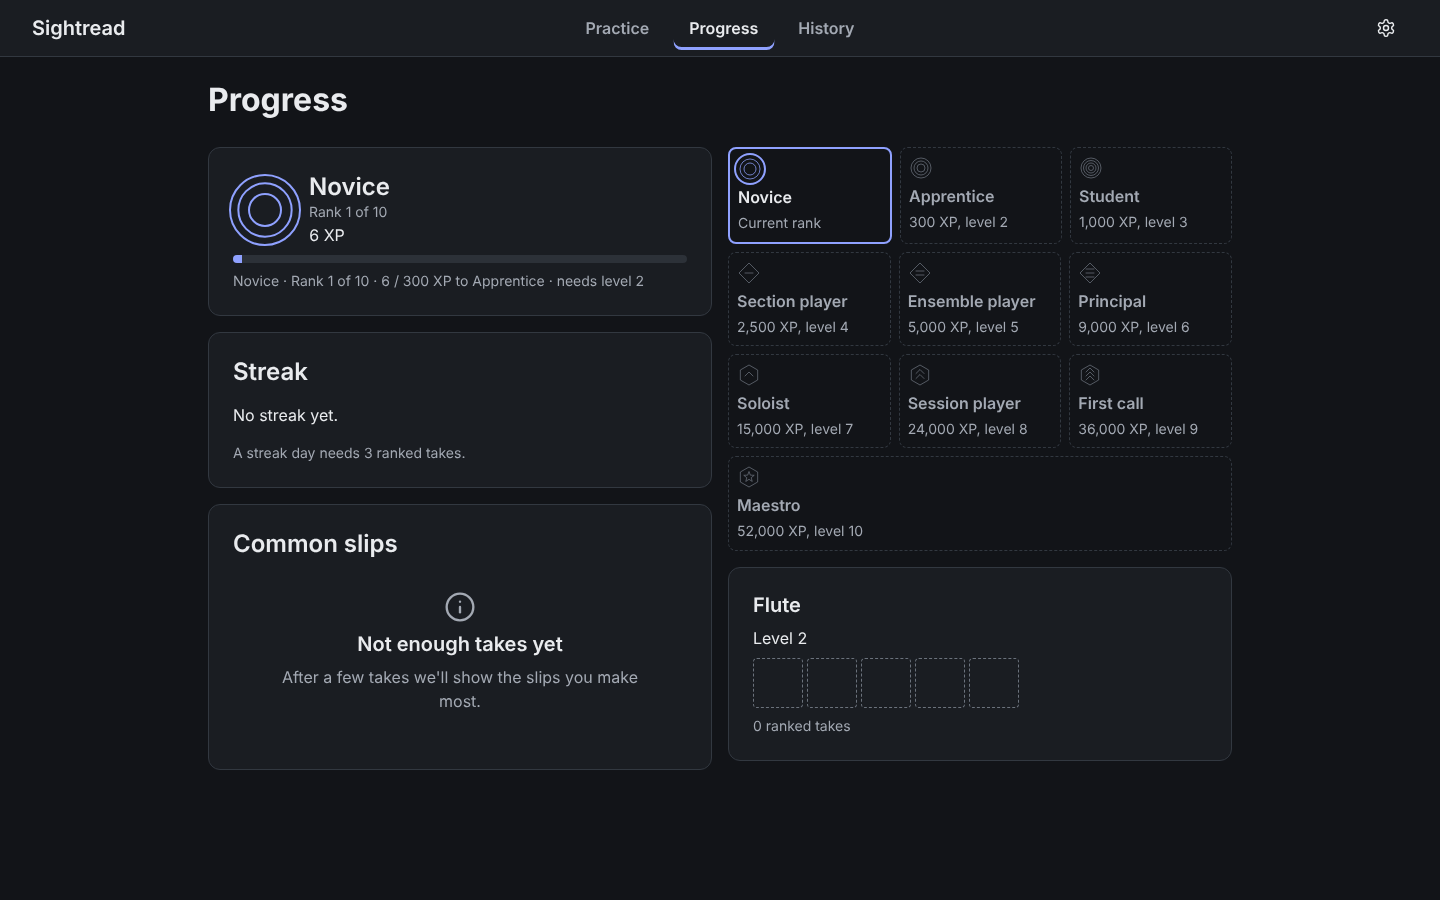 Sightread
Practice
Progress
History
Progress
Novice
Rank 1 of 10
6 XP
Novice · Rank 1 of 10 · 6 / 300 XP to Apprentice · needs level 2
Streak
No streak yet.
A streak day needs 3 ranked takes.
Common slips
Not enough takes yet
After a few takes we'll show the slips you make
most.
Novice
Current rank
Apprentice
300 XP, level 2
Student
1,000 XP, level 3
Section player
2,500 XP, level 4
Ensemble player
5,000 XP, level 5
Principal
9,000 XP, level 6
Soloist
15,000 XP, level 7
Session player
24,000 XP, level 8
First call
36,000 XP, level 9
Maestro
52,000 XP, level 10
Flute
Level 2
0 ranked takes